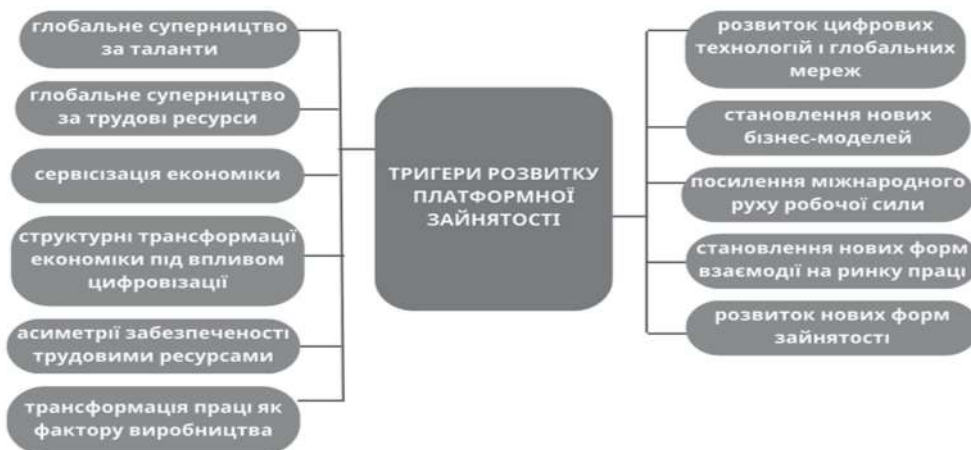 глобальне суперництво
за таланти
глобальне суперництво
за трудові ресурси
сервісізація економіки
структурні трансформації
економіки під впливом
цифровізації
асиметрії забезпеченості
трудовими ресурсами
трансформація праці як
фактору виробництва
ТРИГЕРИ РОЗВИТКУ
ПЛАТФОРМНОЇ
ЗАЙНЯТОСТІ
розвиток цифрових
технологій і глобальних
мереж
становлення нових
бізнес-моделей
посилення міжнародного
руху робочої сили
становлення нових форм
взаємодії на ринку праці
розвиток нових форм
зайнятості